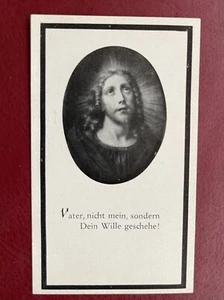 Vater, nicht mein, sondern
Dein Wille geschehe!